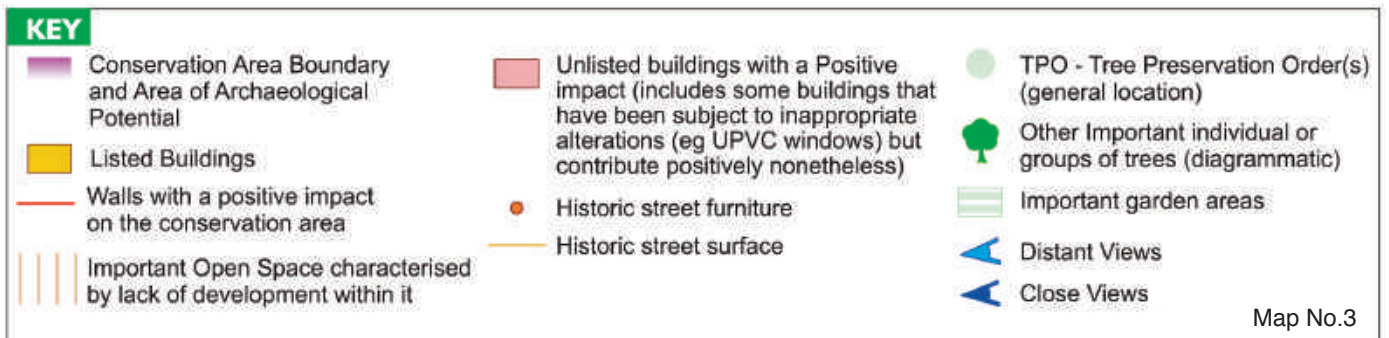 KEY
Conservation Area Boundary
and Area of Archaeological
Potential
Listed Buildings
Walls with a positive impact
on the conservation area
Important Open Space characterised
by lack of development within it
Unlisted buildings with a Positive
impact (includes some buildings that
have been subject to inappropriate
alterations (eg UPVC windows) but
contribute positively nonetheless)
Historic street furniture
Historic street surface
TPO - Tree Preservation Order(s)
(general location)
Other Important individual or
groups of trees (diagrammatic)
Important garden areas
Distant Views
Close Views
Map No.3